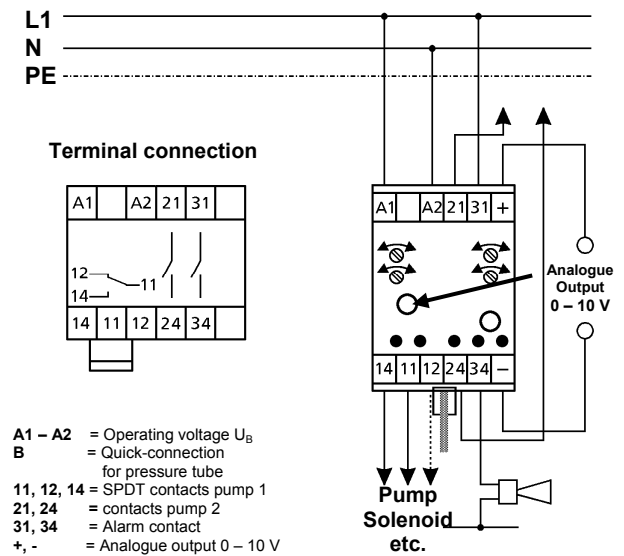 L1
N
PE
Terminal connection
A1 A2 21 31
12 11
14
14 11 12 24 34
A1 A2 21 31 +
Analogue
Output
0 – 10 V
14 11 12 24 34 –
Pump
Solenoid
etc.
A1 – A2 = Operating voltage UB
B = Quick-connection
for pressure tube
11, 12, 14 = SPDT contacts pump 1
21, 24 = contacts pump 2
31, 34 = Alarm contact
+, - = Analogue output 0 – 10 V